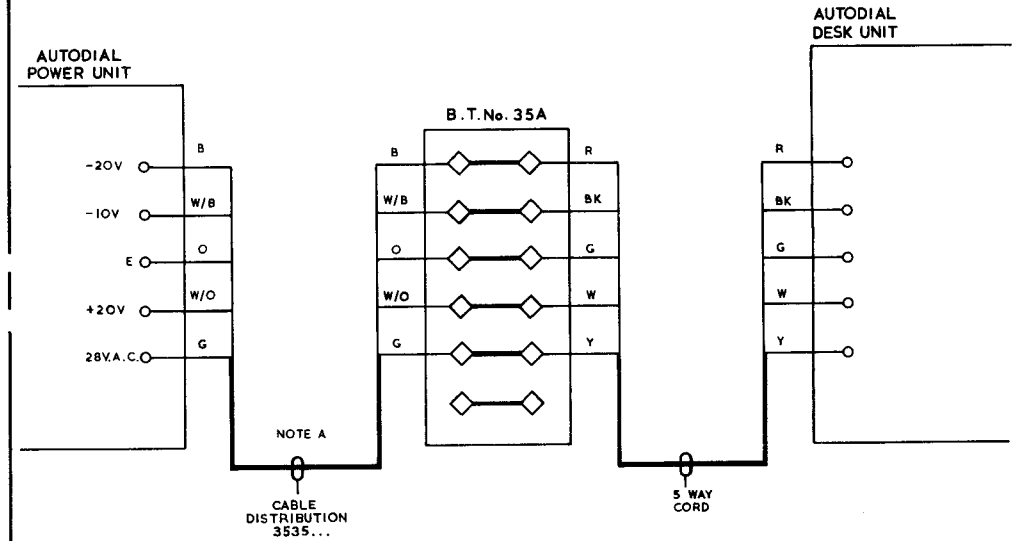 AUTODIAL
DESK UNIT
AUTODIAL
POWER UNIT
B.T.No. 35A
-20V
B
B
R
R
-10V
W/B
W/B
BK
BK
E
O
O
G
G
+20V
W/O
W/O
W
W
28V.A.C.
G
G
Y
Y
NOTE A
CABLE
DISTRIBUTION
3535...
5 WAY
CORD